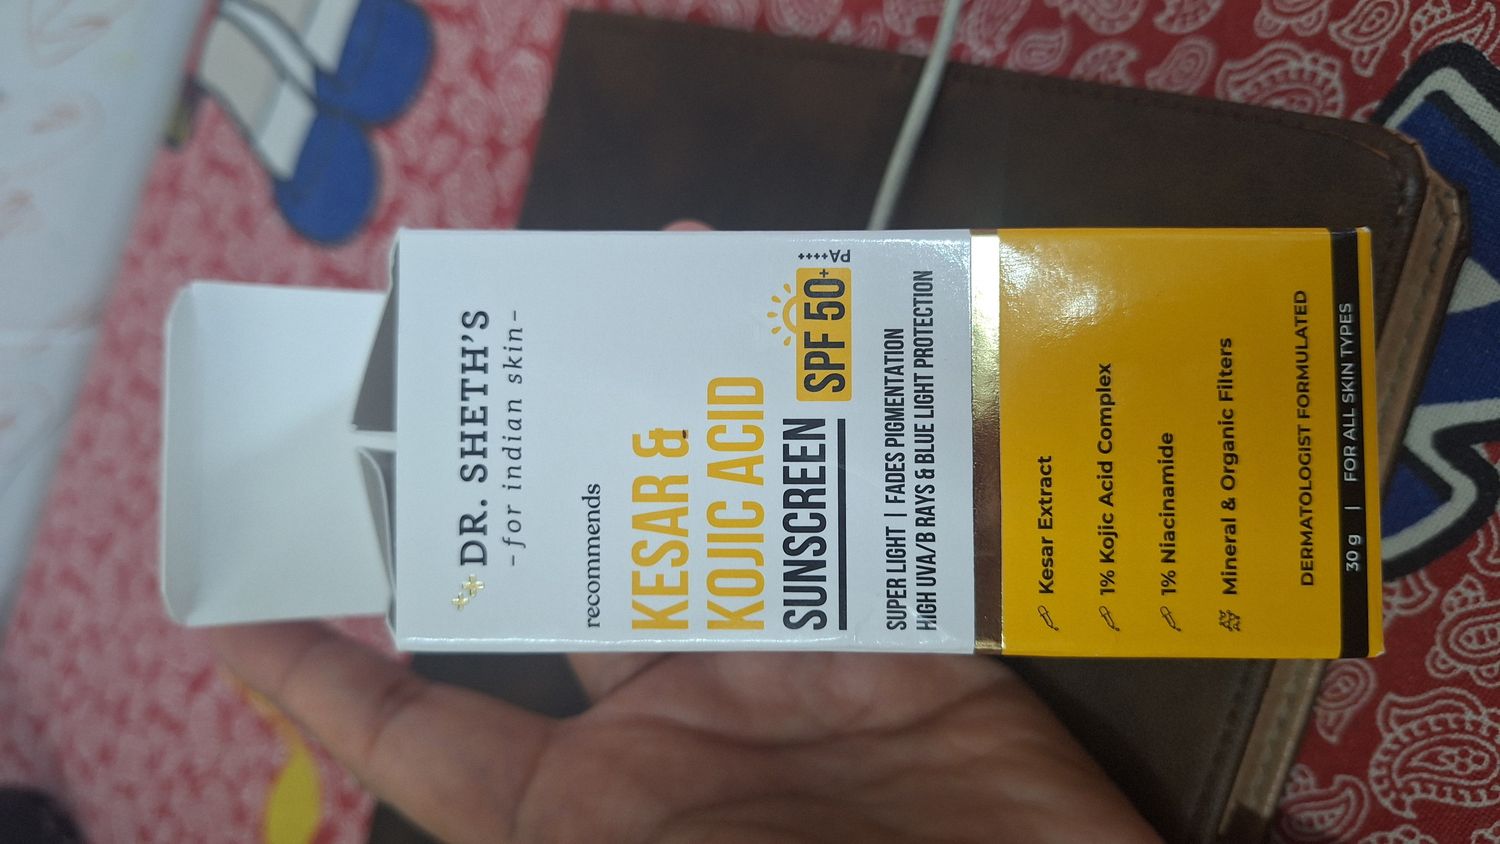 DR. SHETH'S
-for indian skin-
recommends
KESAR &
KOJIC ACID
SUNSCREEN SPF 50+ PA++++
SUPER LIGHT | FADES PIGMENTATION
HIGH UVA/B RAYS & BLUE LIGHT PROTECTION
Kesar Extract
1% Kojic Acid Complex
1% Niacinamide
Mineral & Organic Filters
DERMATOLOGIST FORMULATED
30 g | FOR ALL SKIN TYPES